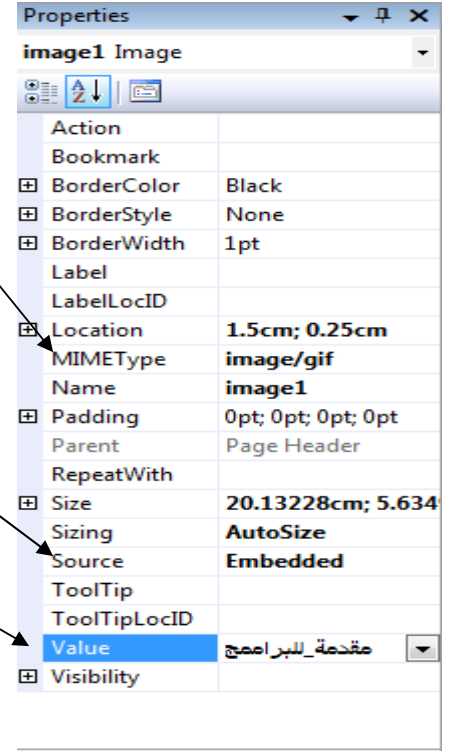 Properties
image1 Image
Action
Bookmark
BorderColor Black
BorderStyle None
BorderWidth 1pt
Label
LabelLocID
Location 1.5cm; 0.25cm
MIMEType image/gif
Name image1
Padding 0pt; 0pt; 0pt; 0pt
Parent Page Header
RepeatWith
Size 20.13228cm; 5.634
Sizing AutoSize
Source Embedded
ToolTip
ToolTipLocID
Value مقدمة_للبراممج
Visibility